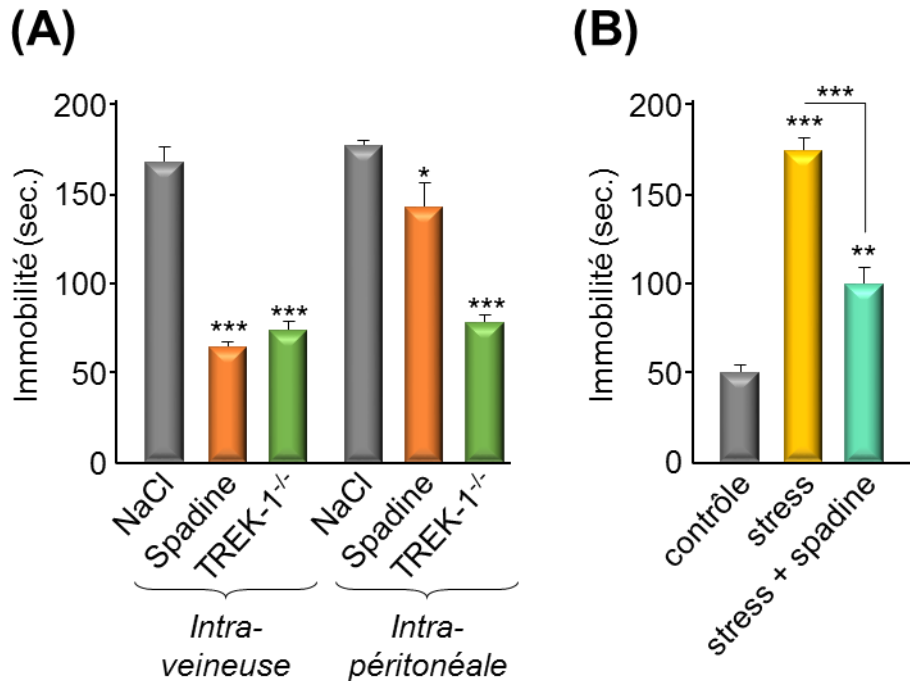 (A)
Immobilité (sec.)
200
150
100
50
0
***
***
*
***
NaCl
Spadine
TREK-1-/-
NaCl
Spadine
TREK-1-/-
Intra-
veineuse
Intra-
péritonéale
(B)
Immobilité (sec.)
200
150
100
50
0
***
***
**
contrôle
stress
stress + spadine